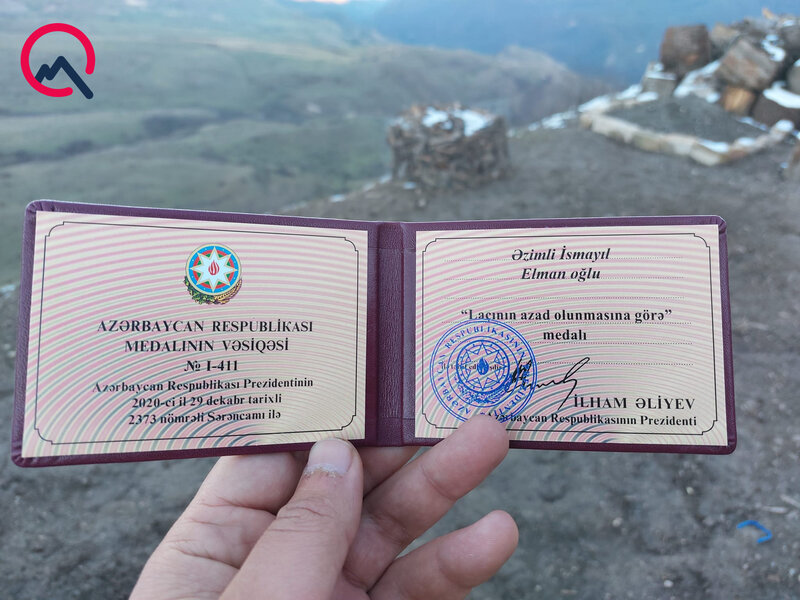 AZƏRBAYCAN RESPUBLİKASI
MEDALININ VƏSİQƏSİ
№ I-411
Azərbaycan Respublikası Prezidentinin
2020-ci il 29 dekabr tarixli
2373 nömrəli Sərəncamı ilə
Əzimli İsmayıl
Elman oğlu
“Laçının azad olunmasına görə”
medalı
İLHAM ƏLİYEV
Azərbaycan Respublikasının Prezidenti